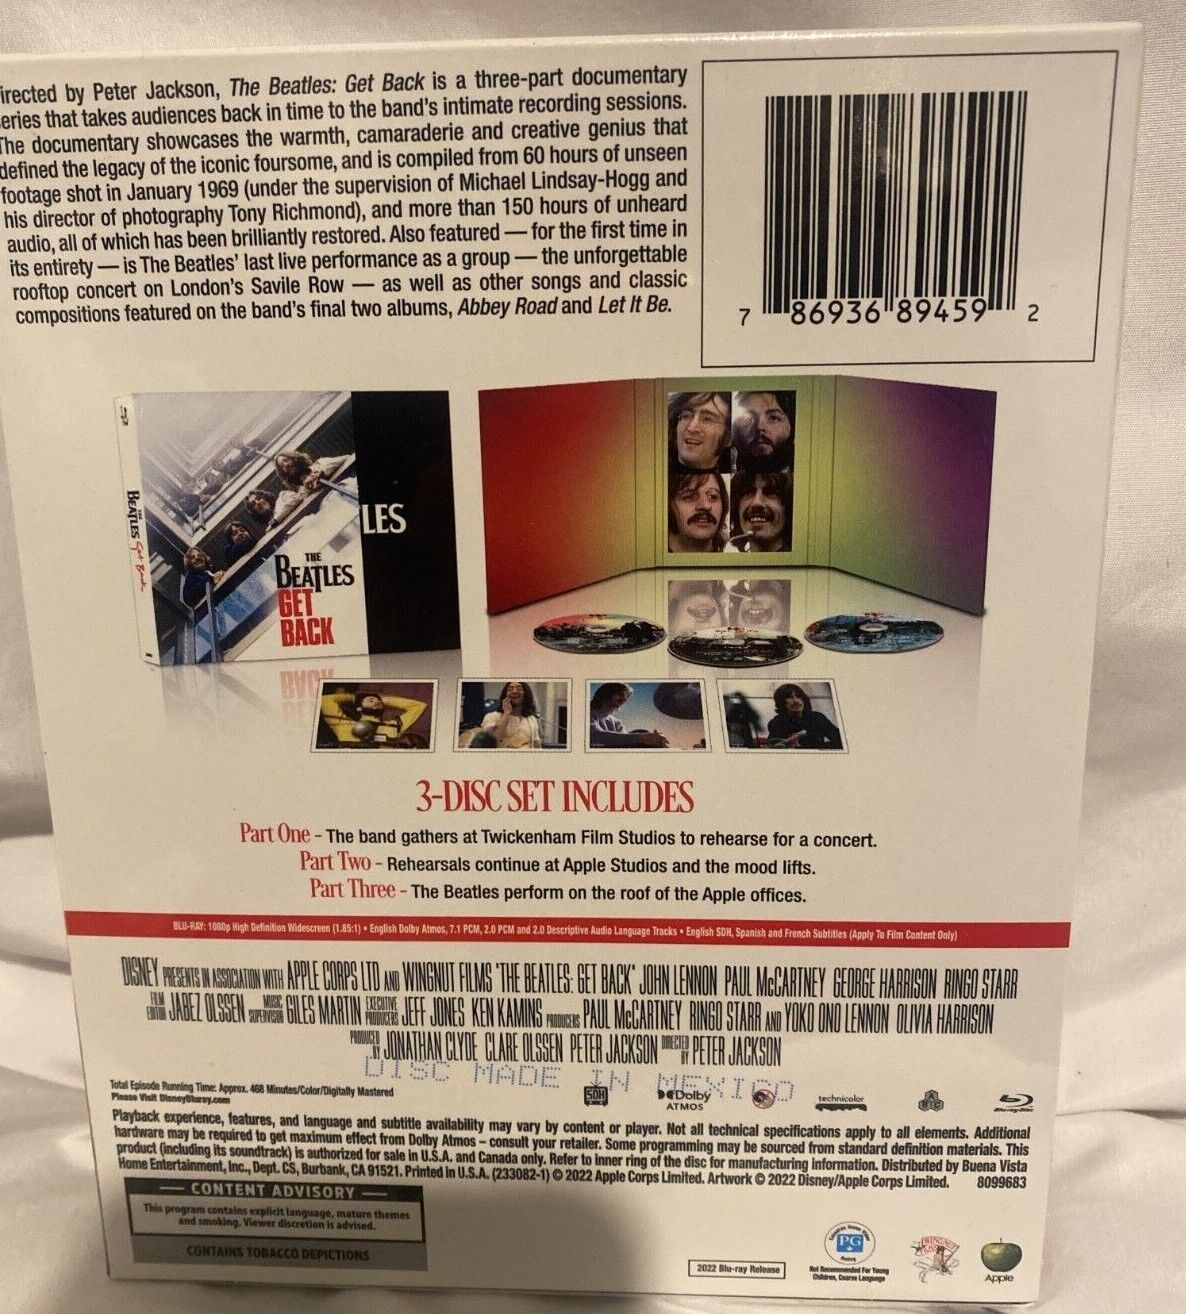 irected by Peter Jackson, The Beatles: Get Back is a three-part documentary
eries that takes audiences back in time to the band's intimate recording sessions.
The documentary showcases the warmth, camaraderie and creative genius that
defined the legacy of the iconic foursome, and is compiled from 60 hours of unseen
footage shot in January 1969 (under the supervision of Michael Lindsay-Hogg and
his director of photography Tony Richmond), and more than 150 hours of unheard
audio, all of which has been brilliantly restored. Also featured — for the first time in
its entirety — is The Beatles' last live performance as a group — the unforgettable
rooftop concert on London's Savile Row — as well as other songs and classic
compositions featured on the band's final two albums, Abbey Road and Let It Be.
7 86936 89459 2
THE BEATLES Get Back
LES
THE
BEATLES
GET
BACK
3-DISC SET INCLUDES
Part One - The band gathers at Twickenham Film Studios to rehearse for a concert.
Part Two - Rehearsals continue at Apple Studios and the mood lifts.
Part Three - The Beatles perform on the roof of the Apple offices.
BLU-RAY: 1080p High Definition Widescreen (1.85:1) • English Dolby Atmos, 7.1 PCM, 2.0 PCM and 2.0 Descriptive Audio Language Tracks • English SDH, Spanish and French Subtitles (Apply To Film Content Only)
DISNEY PRESENTS IN ASSOCIATION WITH APPLE CORPS LTD AND WINGNUT FILMS "THE BEATLES: GET BACK" JOHN LENNON PAUL McCARTNEY GEORGE HARRISON RINGO STARR
FILM EDITOR JABEZ OLSSEN MUSIC SUPERVISOR GILES MARTIN EXECUTIVE PRODUCERS JEFF JONES KEN KAMINS PRODUCERS PAUL McCARTNEY RINGO STARR AND YOKO ONO LENNON OLIVIA HARRISON
PRODUCED BY JONATHAN CLYDE CLARE OLSSEN PETER JACKSON DIRECTED BY PETER JACKSON
DISC MADE IN MEXICO
Total Episode Running Time: Approx. 468 Minutes/Color/Digitally Mastered
Please Visit DisneyBluray.com
SDH
Dolby
ATMOS
technicolor
ABC
Blu-ray Disc
Playback experience, features, and language and subtitle availability may vary by content or player. Not all technical specifications apply to all elements. Additional
hardware may be required to get maximum effect from Dolby Atmos – consult your retailer. Some programming may be sourced from standard definition materials. This
product (including its soundtrack) is authorized for sale in U.S.A. and Canada only. Refer to inner ring of the disc for manufacturing information. Distributed by Buena Vista
Home Entertainment, Inc., Dept. CS, Burbank, CA 91521. Printed in U.S.A. (233082-1) © 2022 Apple Corps Limited. Artwork © 2022 Disney/Apple Corps Limited. 8099683
CONTENT ADVISORY
This program contains explicit language, mature themes
and smoking. Viewer discretion is advised.
CONTAINS TOBACCO DEPICTIONS
2022 Blu-ray Release
PG
Not Recommended For Young
Children, Coarse Language
WINGNUT FILMS
Apple